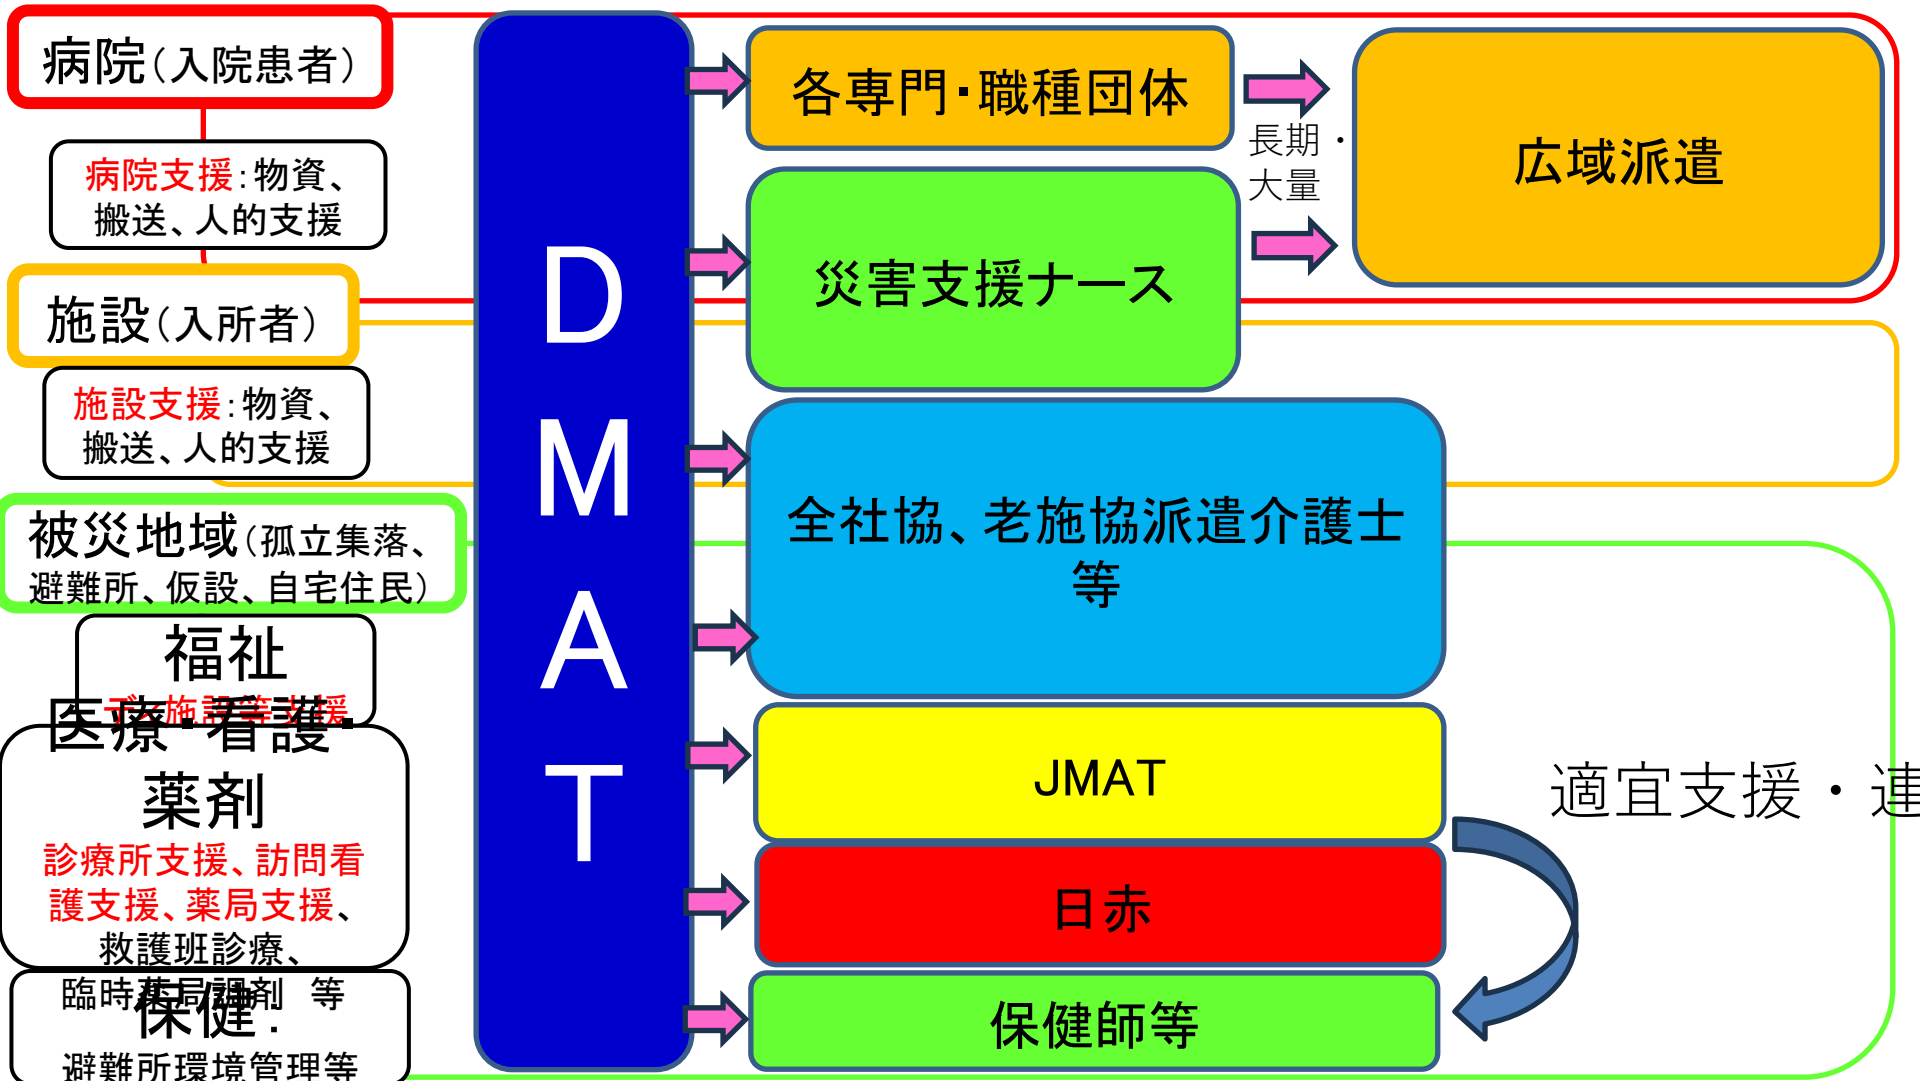 病院(入院患者)
病院支援:物資、
搬送、人的支援
施設(入所者)
施設支援:物資、
搬送、人的支援
被災地域(孤立集落、
避難所、仮設、自宅住民)
福祉
施設等支援
医療・看護・
薬剤
診療所支援、訪問看
護支援、薬局支援、
救護班診療、
臨時薬局調剤 等
保健:
避難所環境管理等
D
M
A
T
各専門・職種団体
災害支援ナース
長期・
大量
広域派遣
全社協、老施協派遣介護士
等
JMAT
日赤
保健師等
適宜支援・連